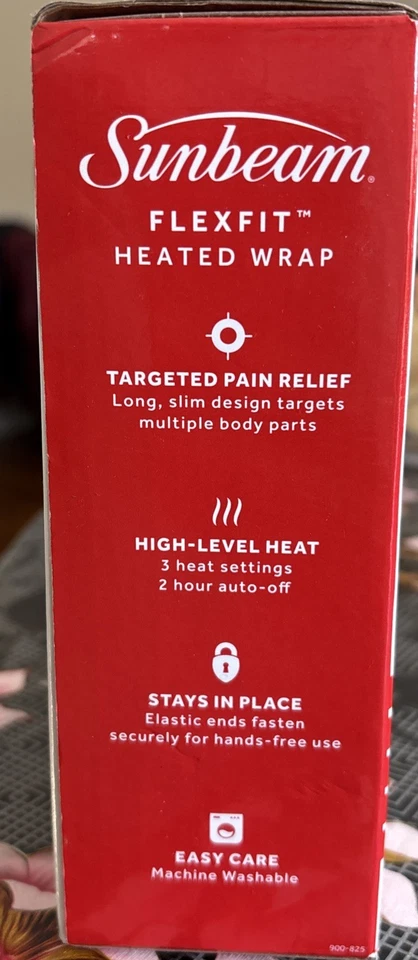 Sunbeam®
FLEXFIT™
HEATED WRAP
TARGETED PAIN RELIEF
Long, slim design targets
multiple body parts
HIGH-LEVEL HEAT
3 heat settings
2 hour auto-off
STAYS IN PLACE
Elastic ends fasten
securely for hands-free use
EASY CARE
Machine Washable
900-825